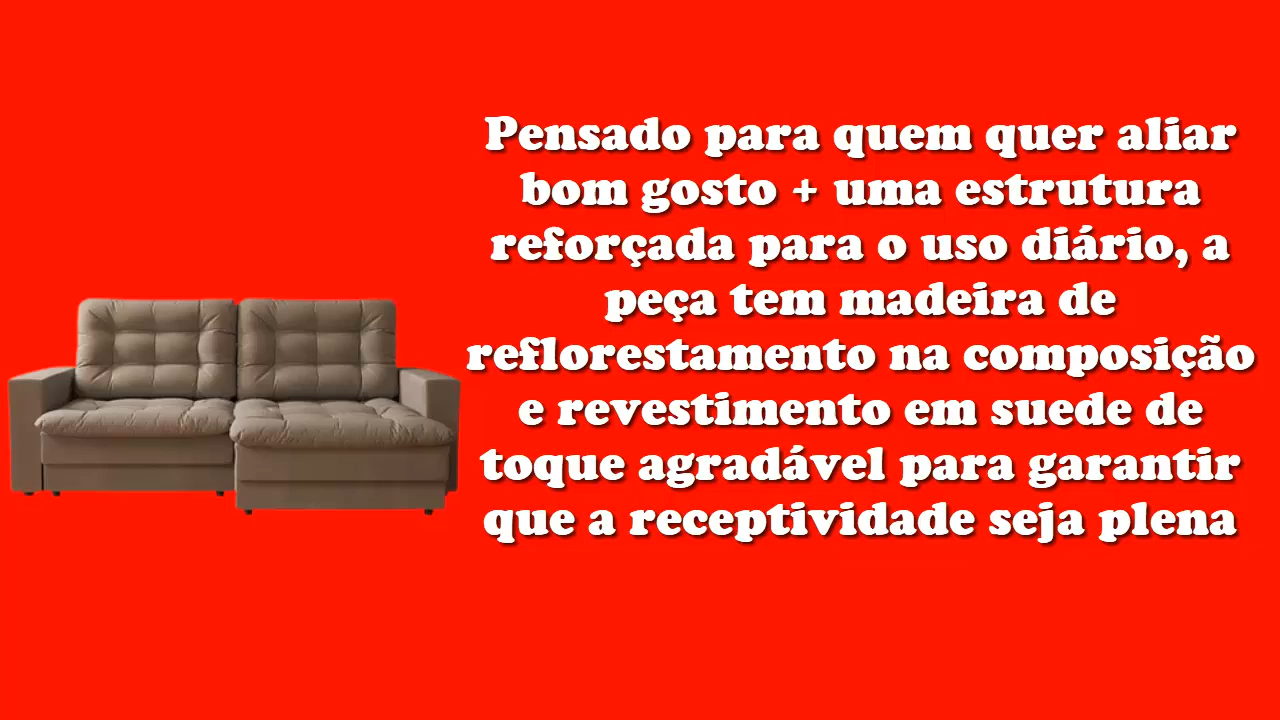 Pensado para quem quer aliar
bom gosto + uma estrutura
reforçada para o uso diário, a
peça tem madeira de
reflorestamento na composição
e revestimento em suede de
toque agradável para garantir
que a receptividade seja plena